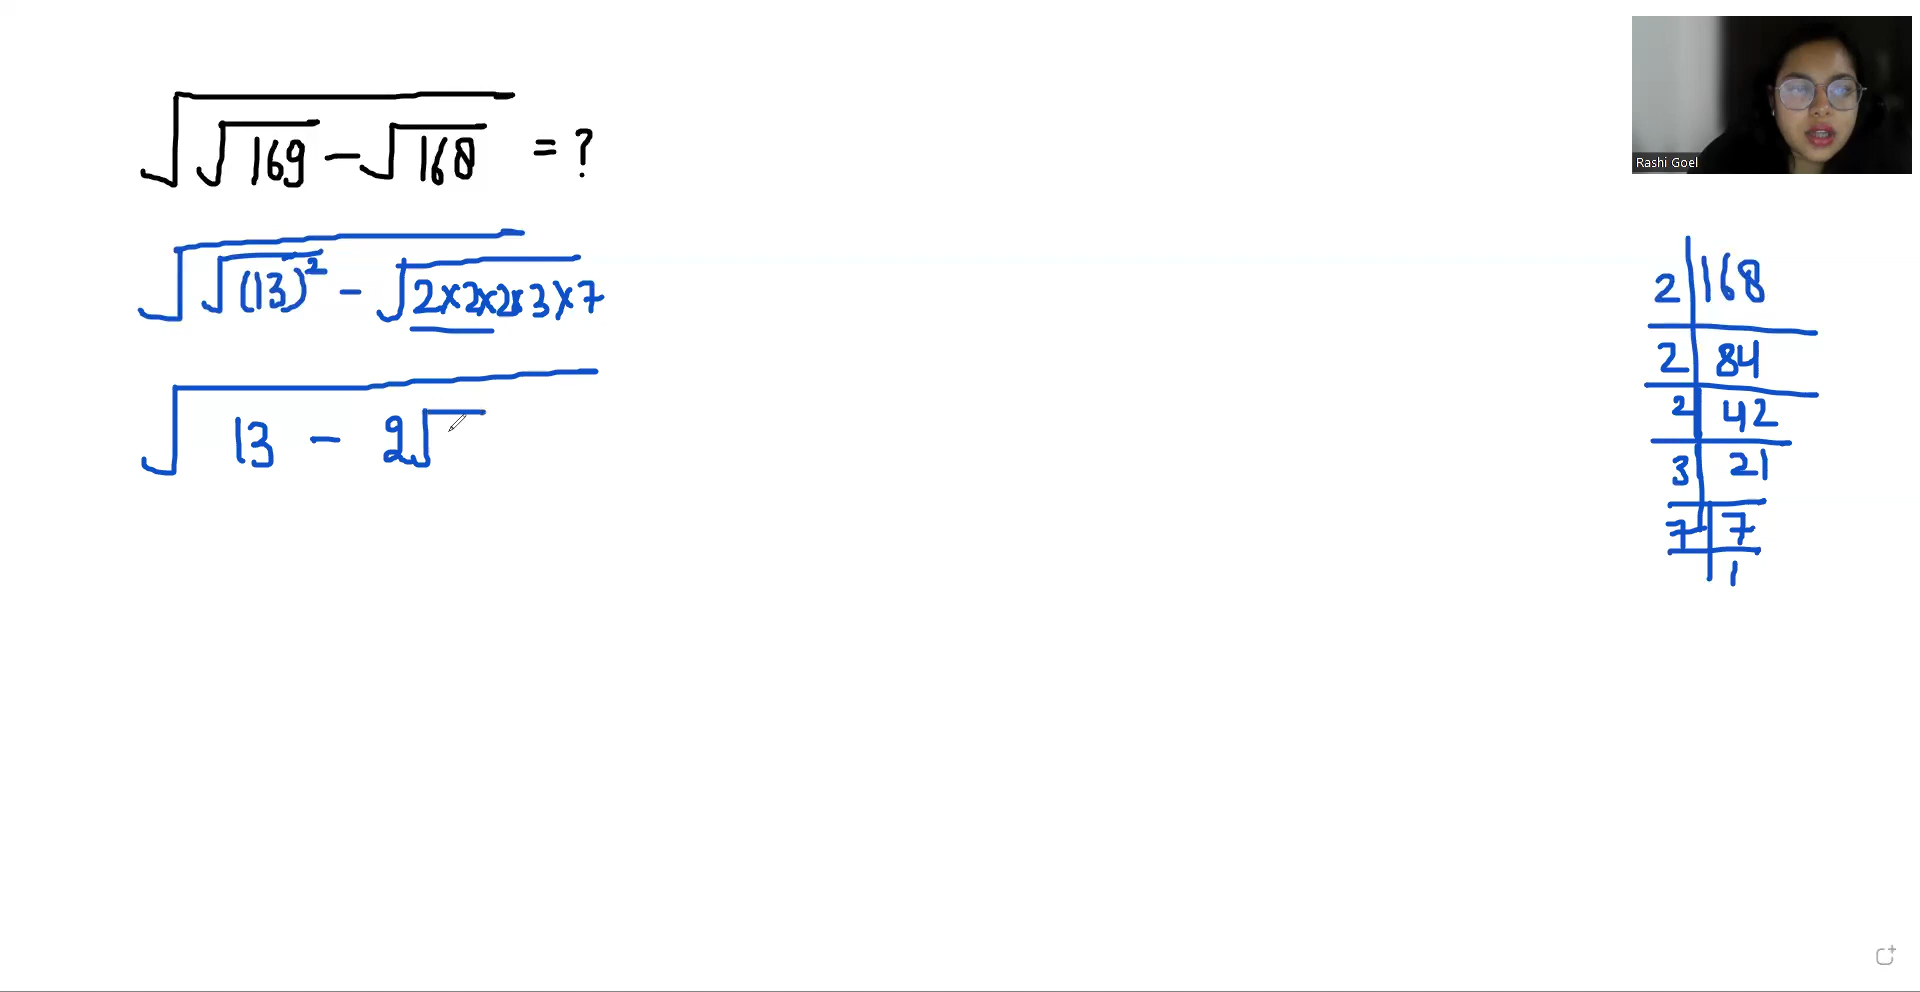 √(√169 - √168) = ?
√(√(13)² - √2×2×2×3×7)
√(13 - 2√
Rashi Goel
2 | 168
2 | 84
2 | 42
3 | 21
7 | 7
| 1